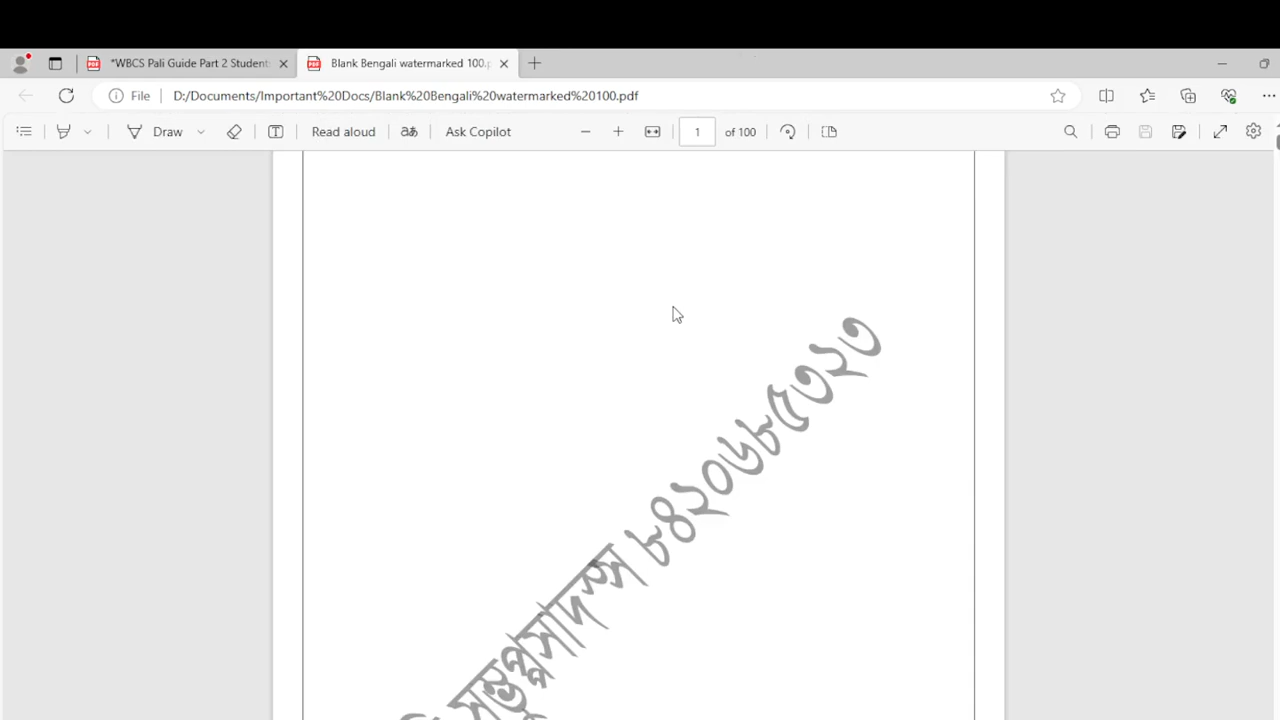 *WBCS Pali Guide Part 2 Student
Blank Bengali watermarked 100.p
File
D:/Documents/Important%20Docs/Blank%20Bengali%20watermarked%20100.pdf
Draw
Read aloud
Ask Copilot
1 of 100
৮৪২০৬৮৫৩২৩